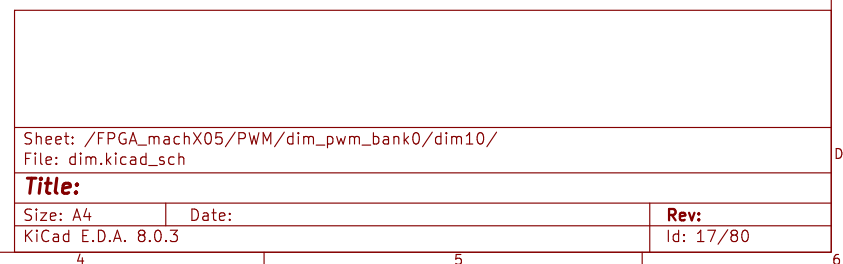 Sheet: /FPGA_machXO5/PWM/dim_pwm_bank0/dim10/
File: dim.kicad_sch
D
Title:
Size: A4 Date: Rev:
KiCad E.D.A. 8.0.3 Id: 17/80
4 5 6